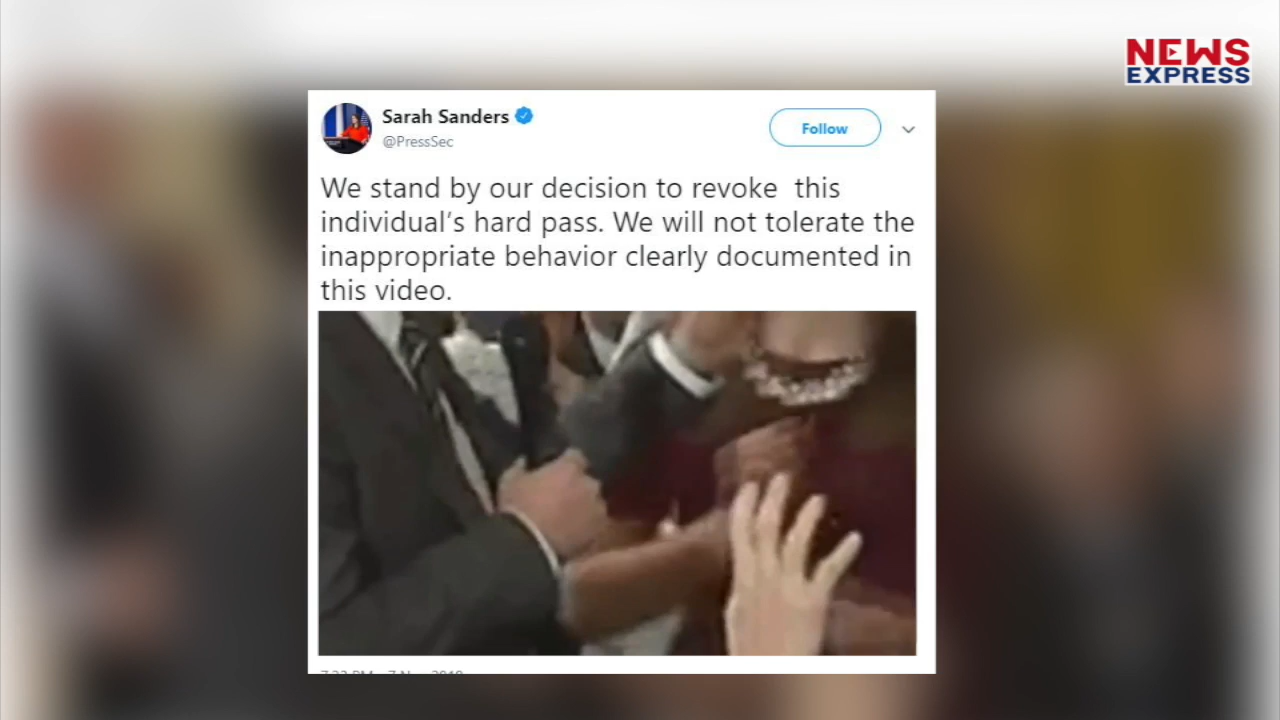 NEWS
EXPRESS
Sarah Sanders
@PressSec
Follow
We stand by our decision to revoke this
individual's hard pass. We will not tolerate the
inappropriate behavior clearly documented in
this video.